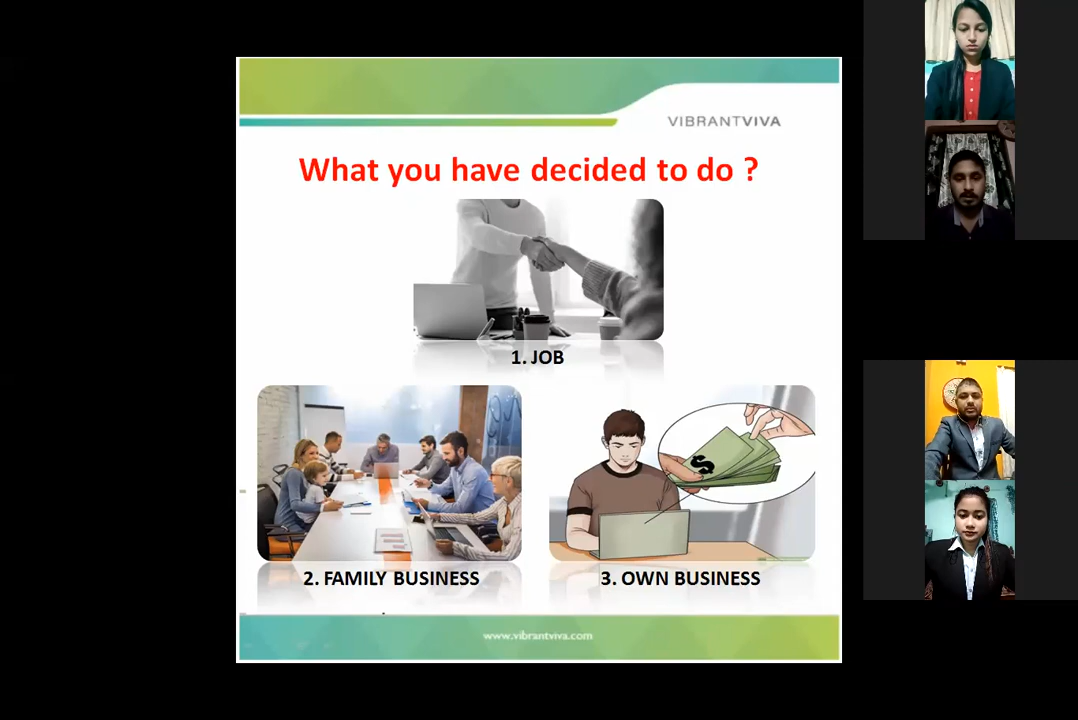 VIBRANTVIVA
What you have decided to do ?
1. JOB
2. FAMILY BUSINESS
3. OWN BUSINESS
www.vibrantviva.com